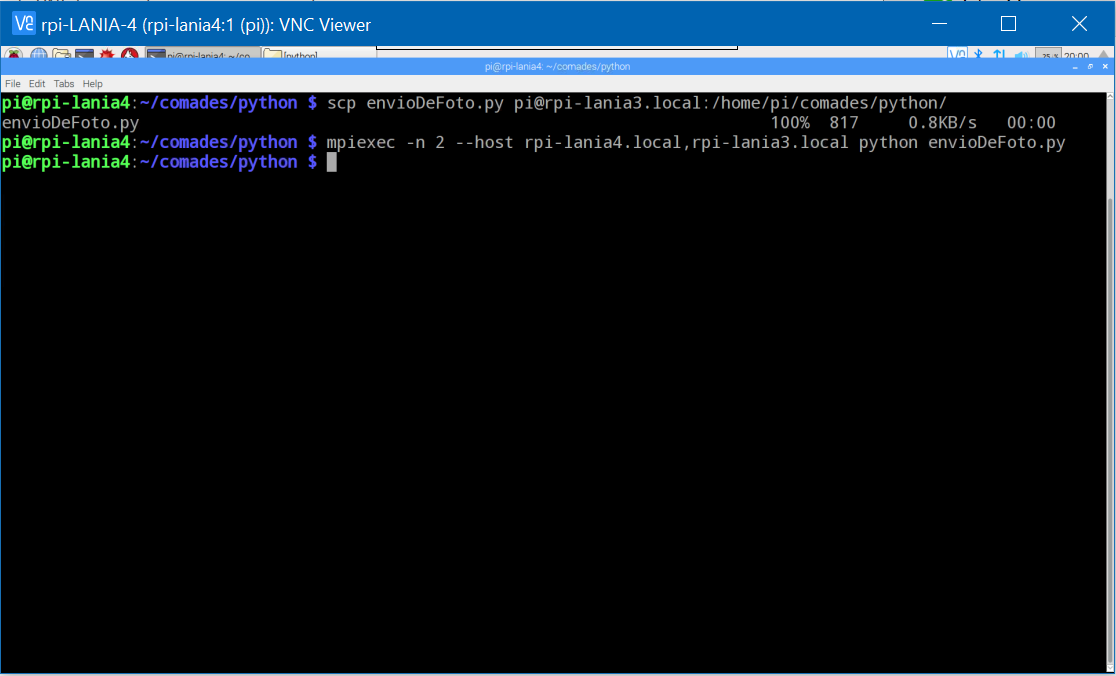 rpi-LANIA-4 (rpi-lania4:1 (pi)): VNC Viewer
pi@rpi-lania4: ~/co [python] 25 % 20:00
pi@rpi-lania4: ~/comades/python
File Edit Tabs Help
pi@rpi-lania4:~/comades/python $ scp envioDeFoto.py pi@rpi-lania3.local:/home/pi/comades/python/
envioDeFoto.py 100% 817 0.8KB/s 00:00
pi@rpi-lania4:~/comades/python $ mpiexec -n 2 --host rpi-lania4.local,rpi-lania3.local python envioDeFoto.py
pi@rpi-lania4:~/comades/python $